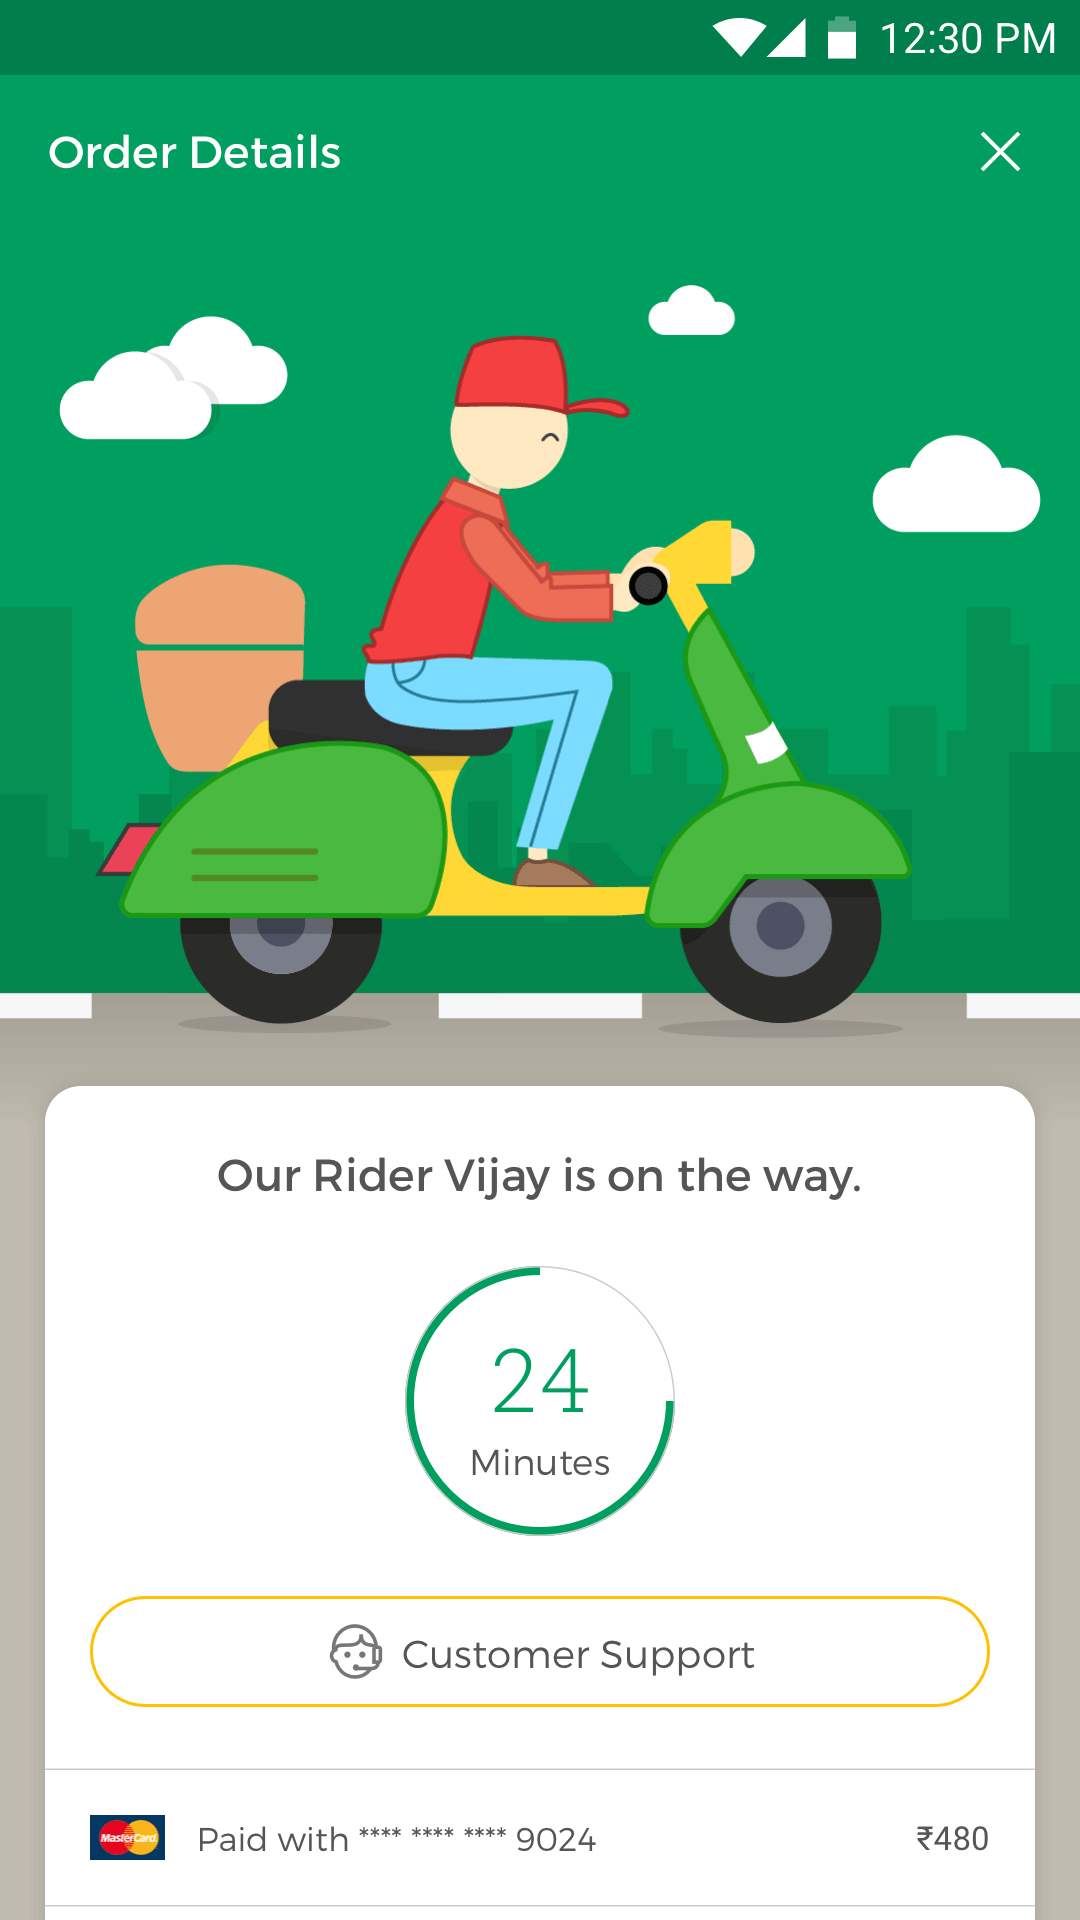 12:30 PM
Order Details
Our Rider Vijay is on the way.
24
Minutes
Customer Support
MasterCard
Paid with **** **** **** 9024
₹480